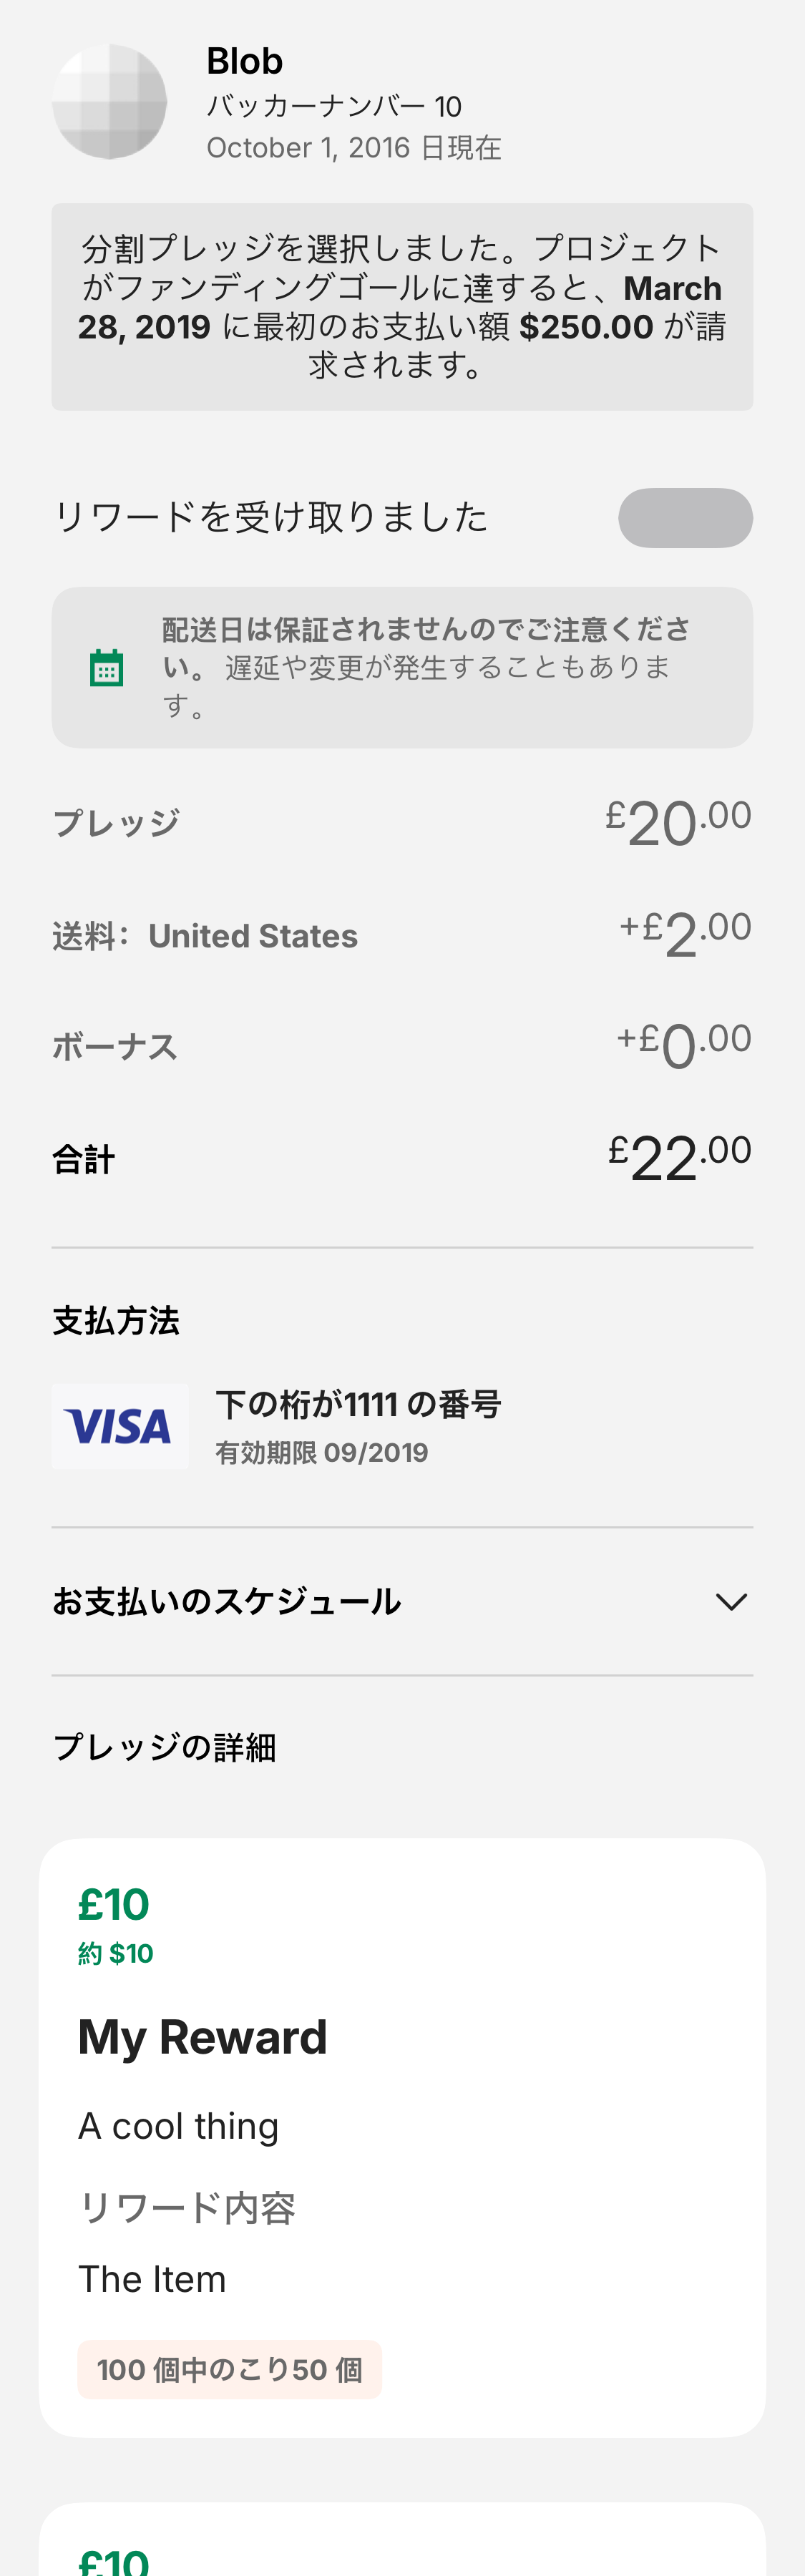 Blob
バッカーナンバー 10
October 1, 2016 日現在
分割プレッジを選択しました。プロジェクト
がファンディングゴールに達すると、March
28, 2019 に最初のお支払い額 $250.00 が請
求されます。
リワードを受け取りました
配送日は保証されませんのでご注意くださ
い。 遅延や変更が発生することもありま
す。
プレッジ £20.00
送料：United States +£2.00
ボーナス +£0.00
合計 £22.00
支払方法
VISA
下の桁が1111 の番号
有効期限 09/2019
お支払いのスケジュール
プレッジの詳細
£10
約 $10
My Reward
A cool thing
リワード内容
The Item
100 個中のこり50 個
£10